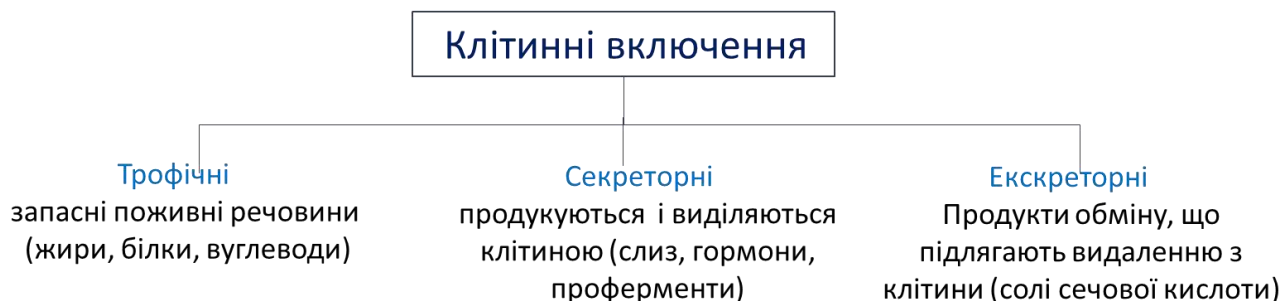 Клітинні включення
Трофічні
запасні поживні речовини
(жири, білки, вуглеводи)
Секреторні
продукуються і виділяються
клітиною (слиз, гормони,
проферменти)
Екскреторні
Продукти обміну, що
підлягають видаленню з
клітини (солі сечової кислоти)